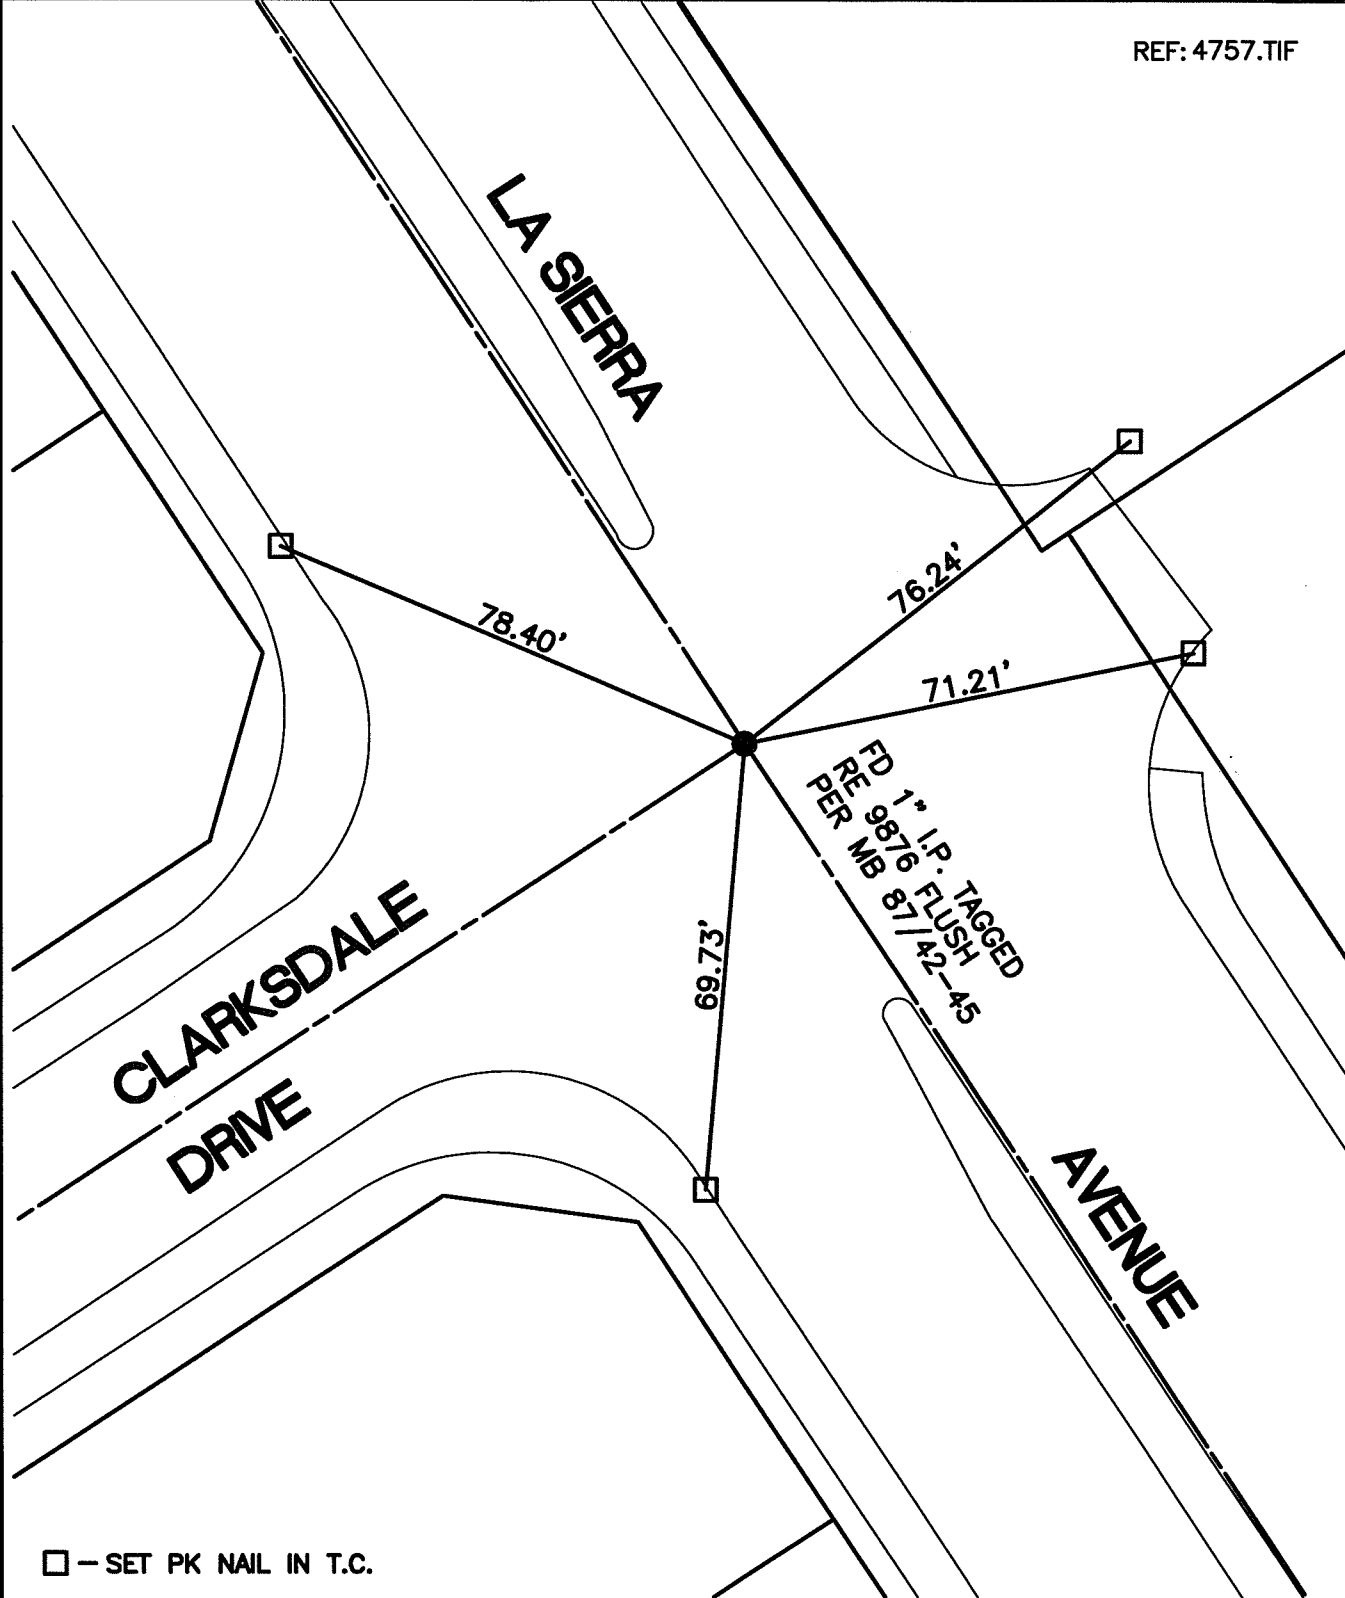 REF: 4757.TIF
LA SIERRA
76.24'
78.40'
71.21'
FD 1" I.P. TAGGED
RE 9876 FLUSH
PER MB 87/42-45
69.73'
CLARKSDALE
DRIVE
AVENUE
- SET PK NAIL IN T.C.